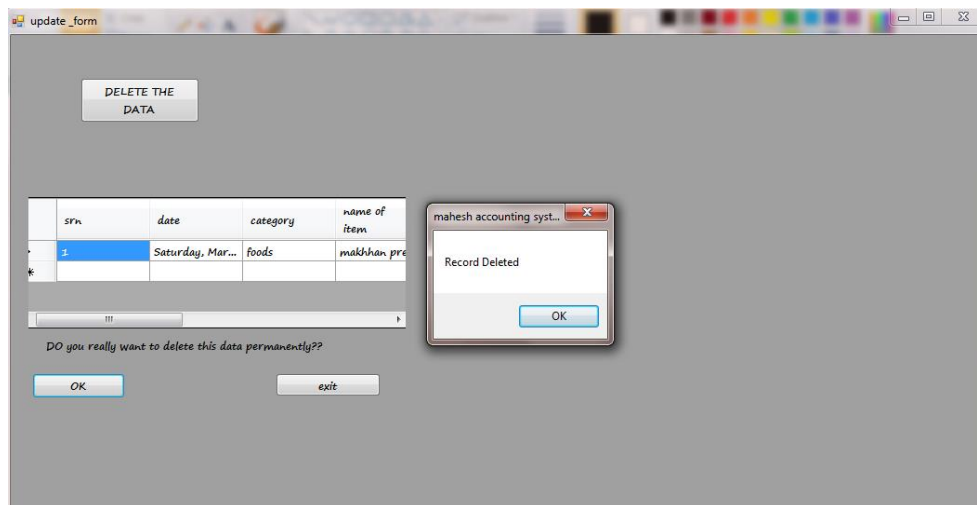 update _form
DELETE THE
DATA
srn date category name of
item
1 Saturday, Mar... foods makhhan pre
*
mahesh accounting syst...
Record Deleted
OK
DO you really want to delete this data permanently??
OK exit